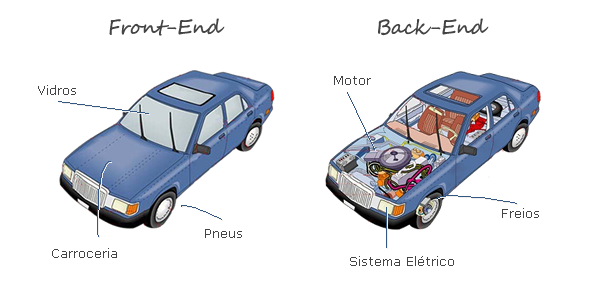 Front-End
Back-End
Vidros
Motor
Pneus
Carroceria
Freios
Sistema Elétrico